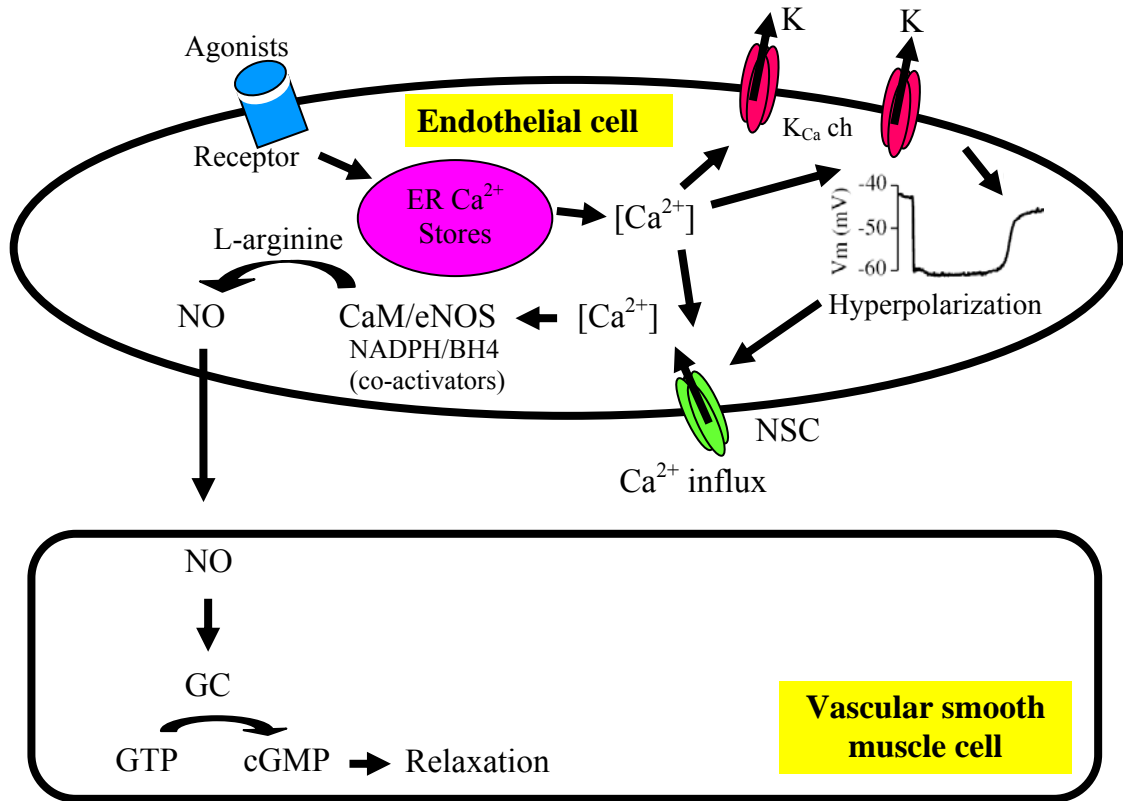 Agonists
K
K
Endothelial cell
K_Ca ch
Receptor
ER Ca²⁺
Stores
[Ca²⁺]
-40
-50
-60
Vm (mV)
Hyperpolarization
L-arginine
NO
CaM/eNOS
[Ca²⁺]
NADPH/BH4
(co-activators)
NSC
Ca²⁺ influx
NO
GC
GTP
cGMP
Relaxation
Vascular smooth
muscle cell